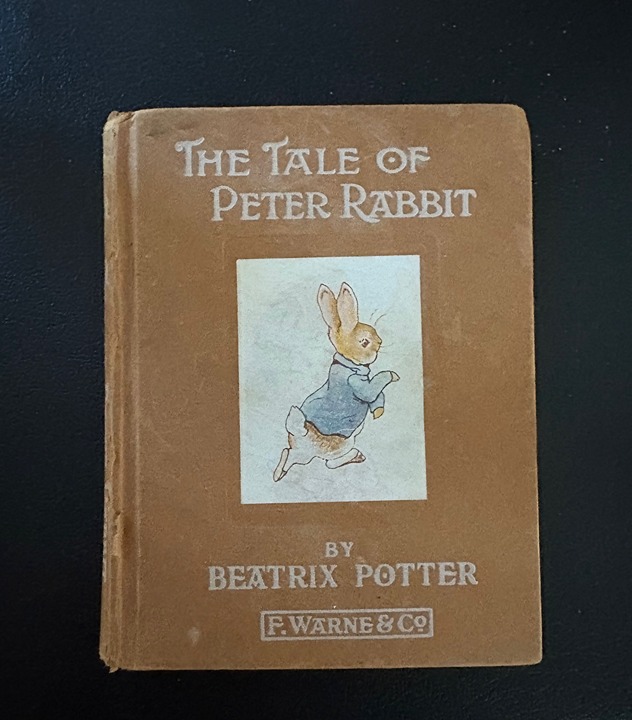 THE TALE OF
PETER RABBIT
BY
BEATRIX POTTER
F. WARNE & Co